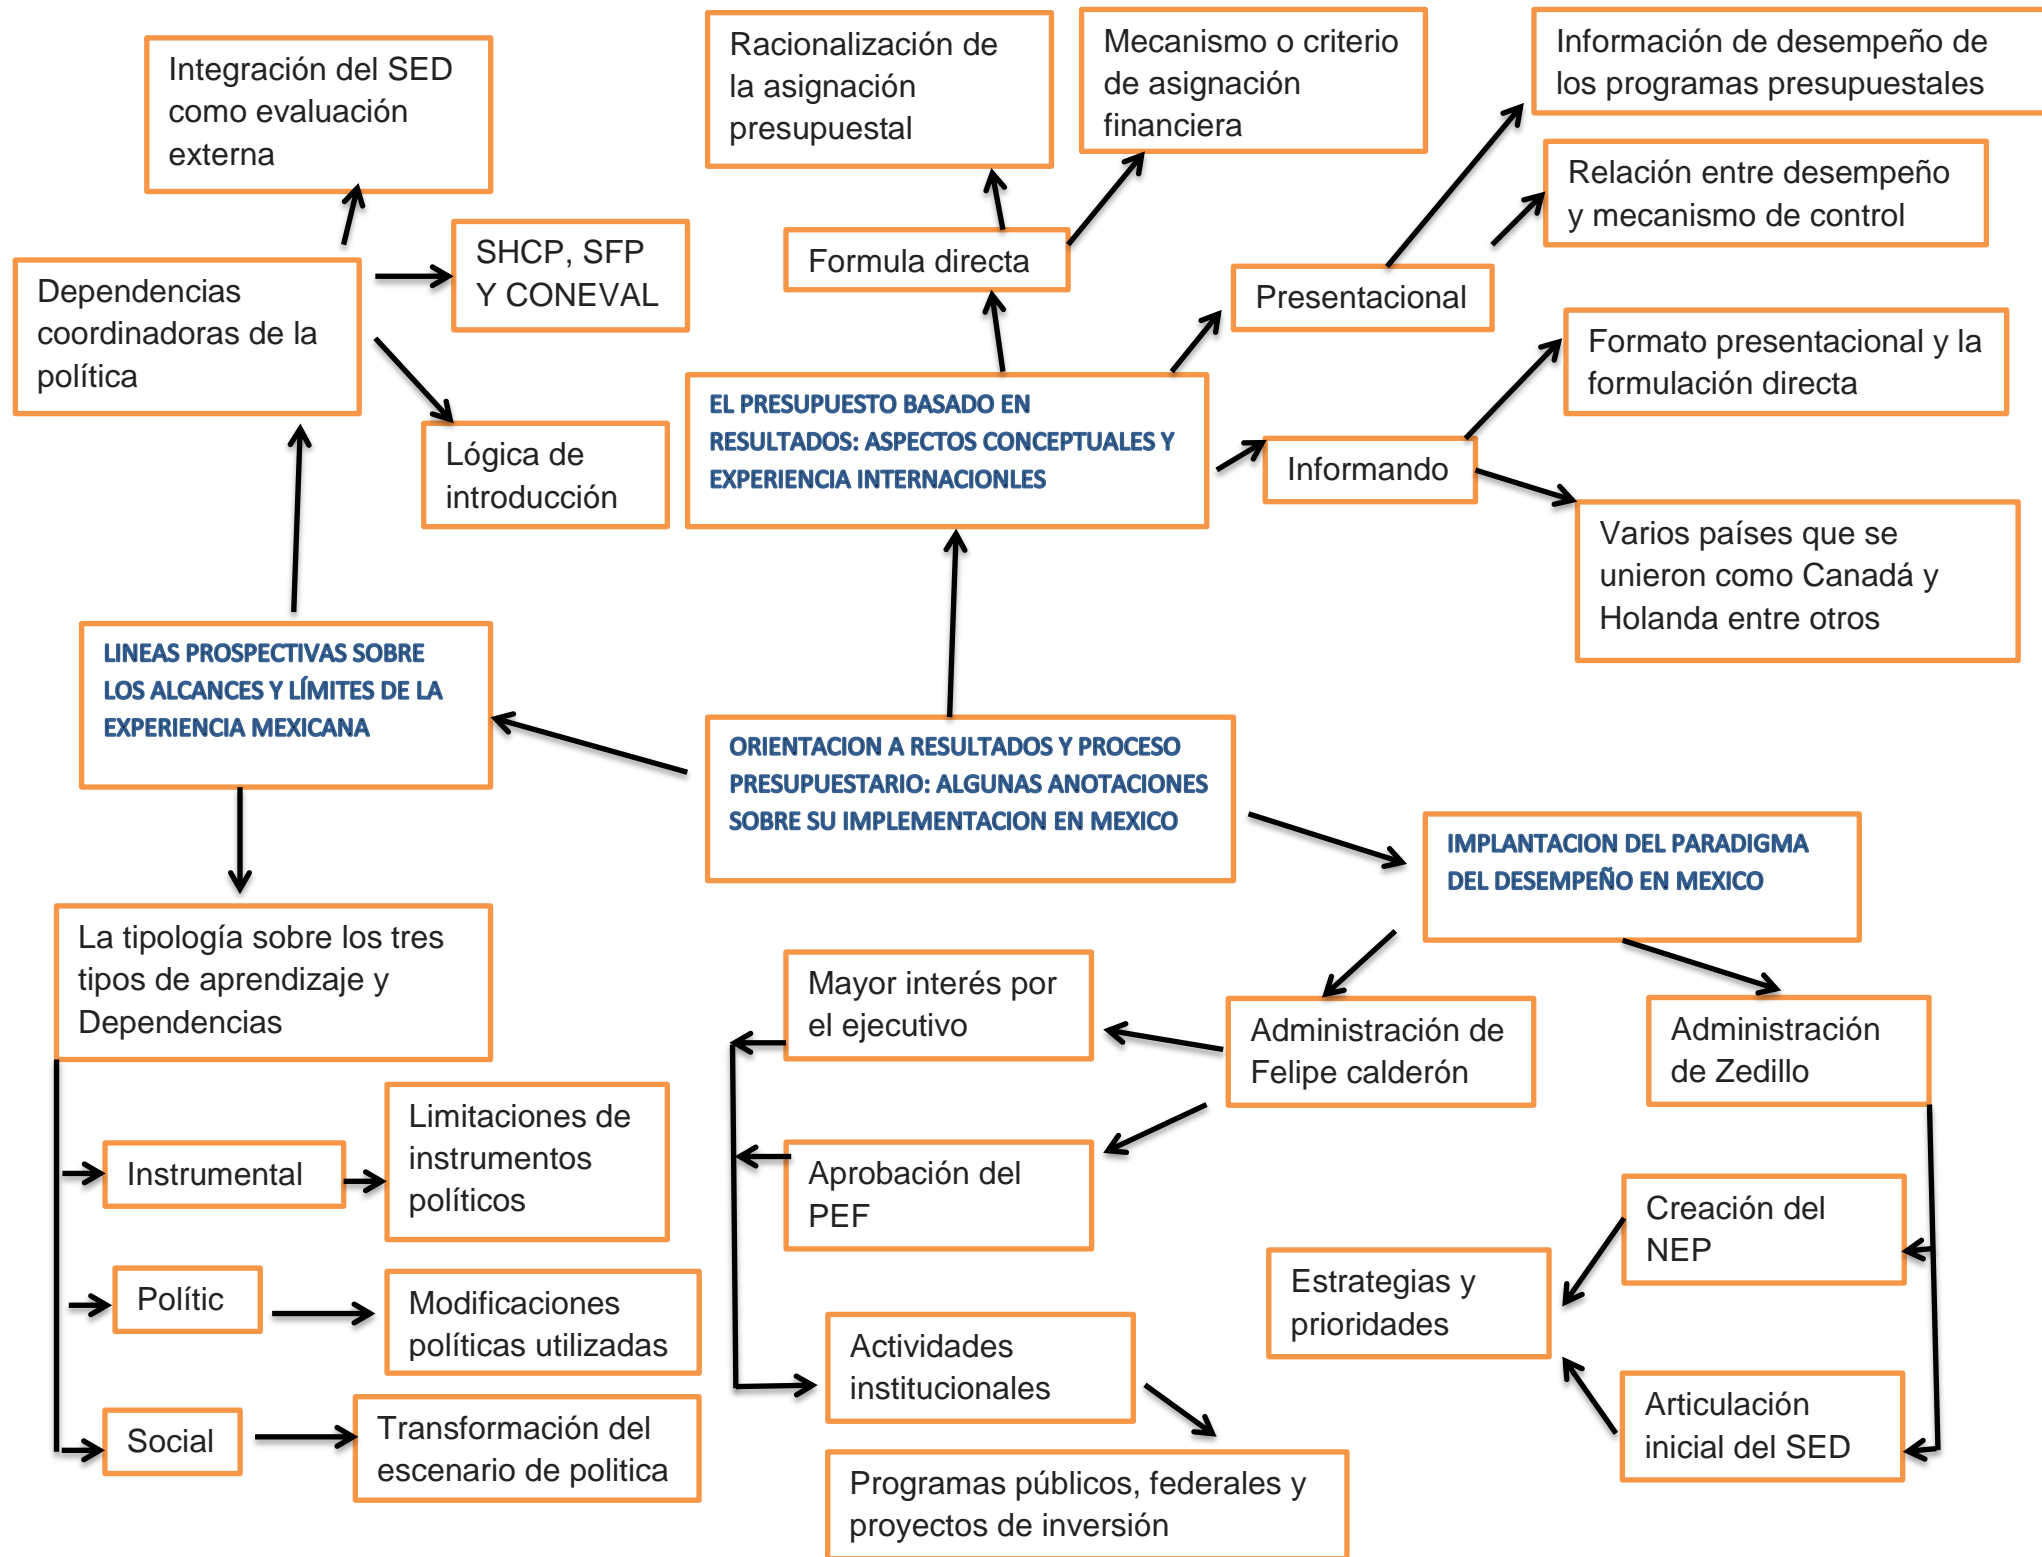 Integración del SED
como evaluación
externa
Racionalización de
la asignación
presupuestal
Mecanismo o criterio
de asignación
financiera
Información de desempeño de
los programas presupuestales
Relación entre desempeño
y mecanismo de control
SHCP, SFP
Y CONEVAL
Formula directa
Presentacional
Dependencias
coordinadoras de la
política
Formato presentacional y la
formulación directa
EL PRESUPUESTO BASADO EN
RESULTADOS: ASPECTOS CONCEPTUALES Y
EXPERIENCIA INTERNACIONLES
Lógica de
introducción
Informando
Varios países que se
unieron como Canadá y
Holanda entre otros
LINEAS PROSPECTIVAS SOBRE
LOS ALCANCES Y LÍMITES DE LA
EXPERIENCIA MEXICANA
ORIENTACION A RESULTADOS Y PROCESO
PRESUPUESTARIO: ALGUNAS ANOTACIONES
SOBRE SU IMPLEMENTACION EN MEXICO
IMPLANTACION DEL PARADIGMA
DEL DESEMPEÑO EN MEXICO
La tipología sobre los tres
tipos de aprendizaje y
Dependencias
Mayor interés por
el ejecutivo
Administración de
Felipe calderón
Administración
de Zedillo
Limitaciones de
instrumentos
políticos
Instrumental
Aprobación del
PEF
Creación del
NEP
Estrategias y
prioridades
Polític
Modificaciones
políticas utilizadas
Actividades
institucionales
Articulación
inicial del SED
Social
Transformación del
escenario de politica
Programas públicos, federales y
proyectos de inversión